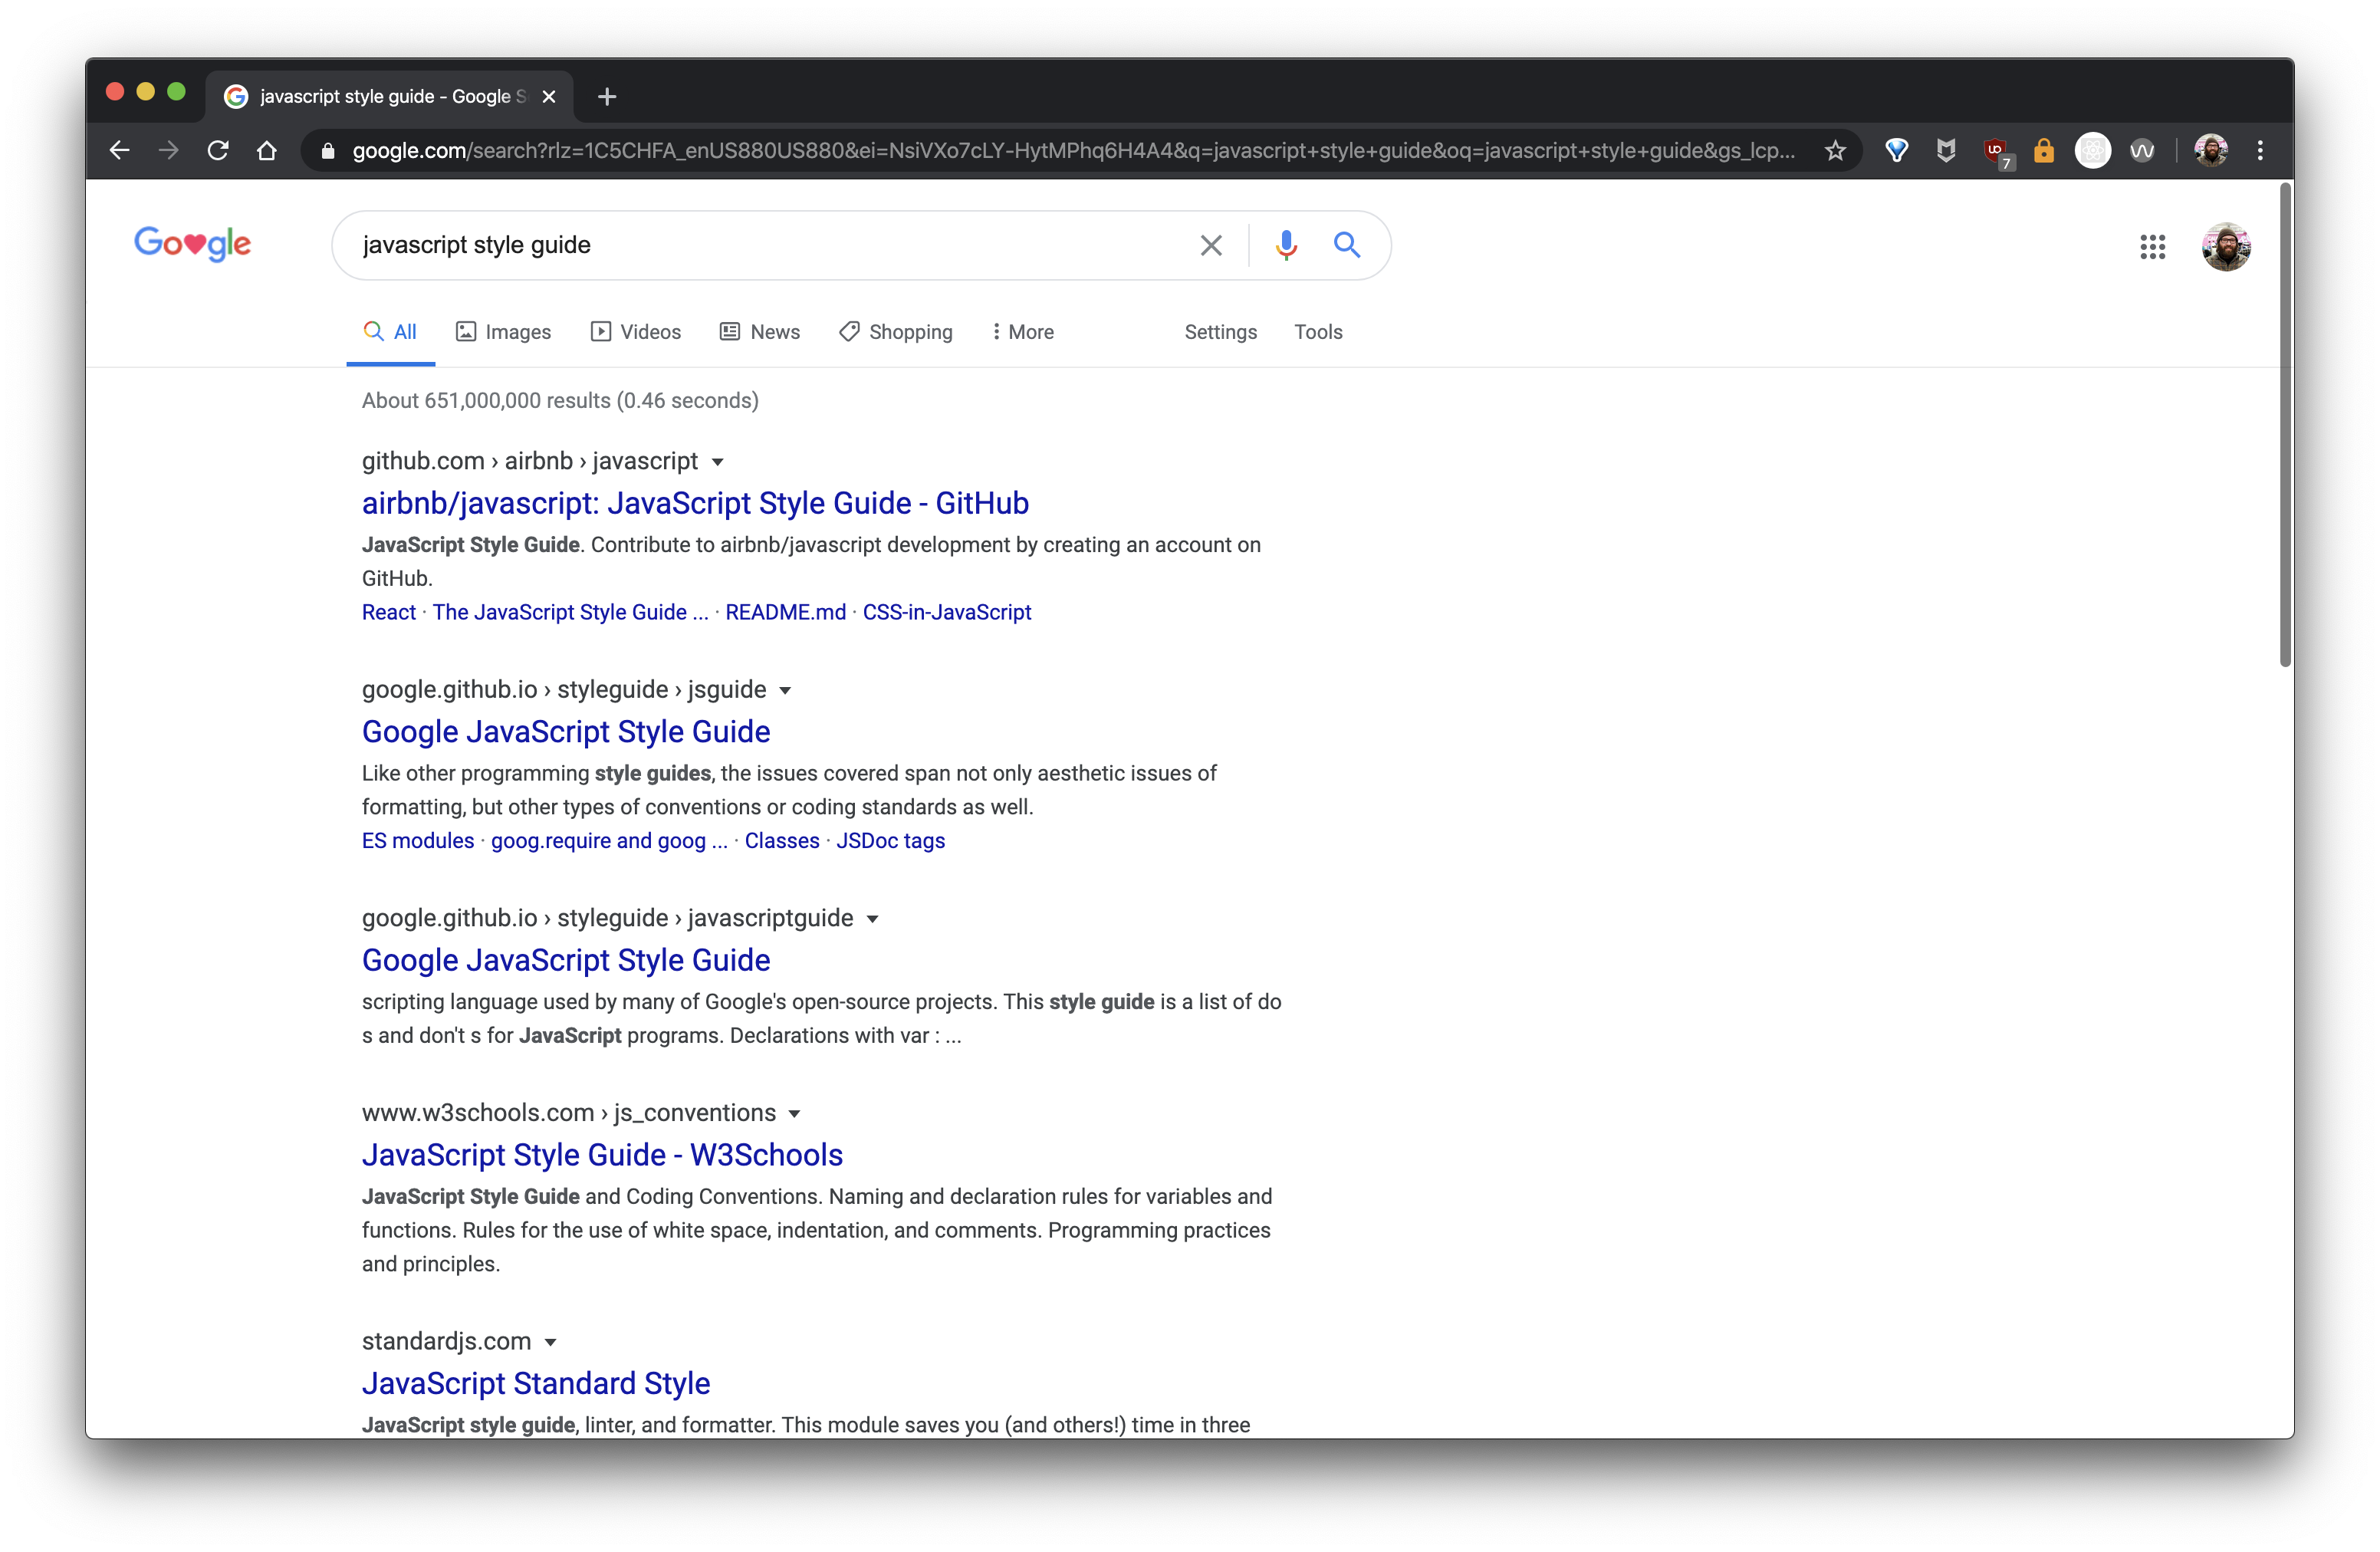 javascript style guide - Google S
google.com/search?rlz=1C5CHFA_enUS880US880&ei=NsiVXo7cLY-HytMPhq6H4A4&q=javascript+style+guide&oq=javascript+style+guide&gs_lcp...
7
Go gle
javascript style guide
All Images Videos News Shopping More Settings Tools
About 651,000,000 results (0.46 seconds)
github.com › airbnb › javascript
airbnb/javascript: JavaScript Style Guide - GitHub
JavaScript Style Guide. Contribute to airbnb/javascript development by creating an account on
GitHub.
React · The JavaScript Style Guide ... · README.md · CSS-in-JavaScript
google.github.io › styleguide › jsguide
Google JavaScript Style Guide
Like other programming style guides, the issues covered span not only aesthetic issues of
formatting, but other types of conventions or coding standards as well.
ES modules · goog.require and goog ... · Classes · JSDoc tags
google.github.io › styleguide › javascriptguide
Google JavaScript Style Guide
scripting language used by many of Google's open-source projects. This style guide is a list of do
s and don't s for JavaScript programs. Declarations with var : ...
www.w3schools.com › js_conventions
JavaScript Style Guide - W3Schools
JavaScript Style Guide and Coding Conventions. Naming and declaration rules for variables and
functions. Rules for the use of white space, indentation, and comments. Programming practices
and principles.
standardjs.com
JavaScript Standard Style
JavaScript style guide, linter, and formatter. This module saves you (and others!) time in three